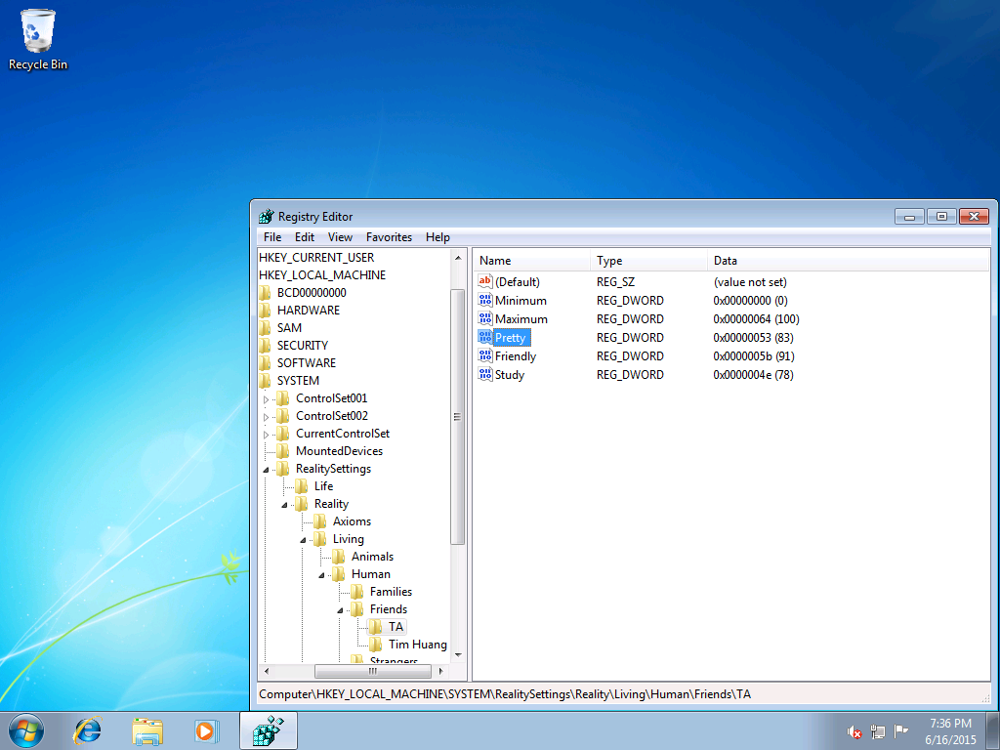 Recycle Bin
Registry Editor
File Edit View Favorites Help
HKEY_CURRENT_USER
HKEY_LOCAL_MACHINE
BCD00000000
HARDWARE
SAM
SECURITY
SOFTWARE
SYSTEM
ControlSet001
ControlSet002
CurrentControlSet
MountedDevices
RealitySettings
Life
Reality
Axioms
Living
Animals
Human
Families
Friends
TA
Tim Huang
Strangers
Name Type Data
(Default) REG_SZ (value not set)
Minimum REG_DWORD 0x00000000 (0)
Maximum REG_DWORD 0x00000064 (100)
Pretty REG_DWORD 0x00000053 (83)
Friendly REG_DWORD 0x0000005b (91)
Study REG_DWORD 0x0000004e (78)
Computer\HKEY_LOCAL_MACHINE\SYSTEM\RealitySettings\Reality\Living\Human\Friends\TA
7:36 PM
6/16/2015